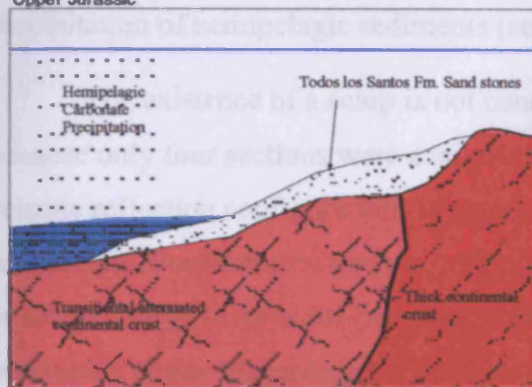 Upper Jurassic
Hemipelagic
Carbonate
Precipitation
Todos los Santos Fm. Sand stones
Transitional attenuated
continental crust
Thick continental
crust